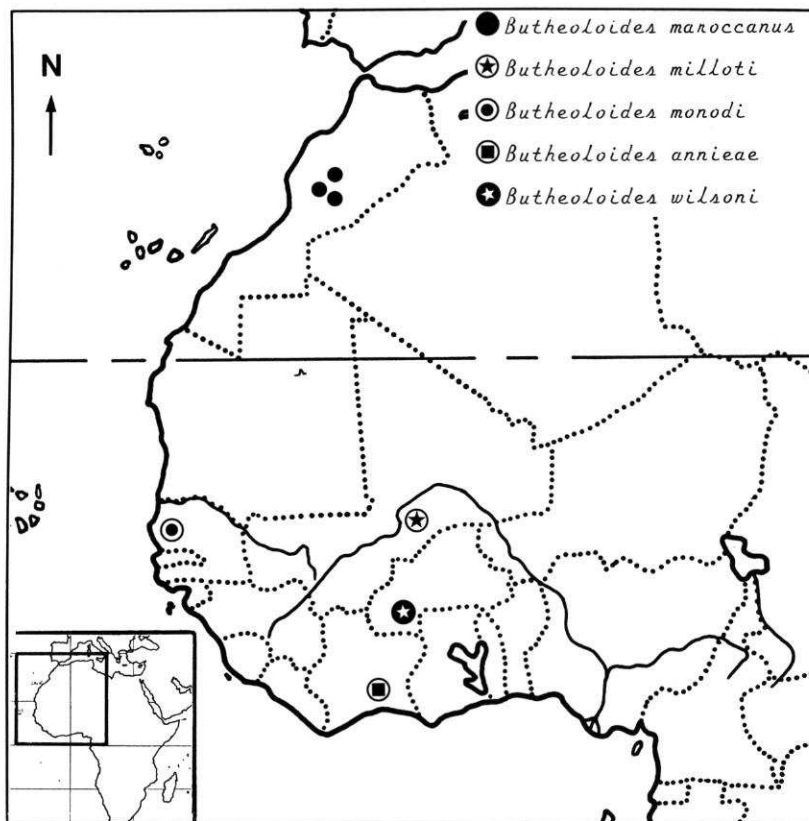 N
Butheoloides maroccanus
Butheoloides milloti
Butheoloides monodi
Butheoloides annieae
Butheoloides wilsoni